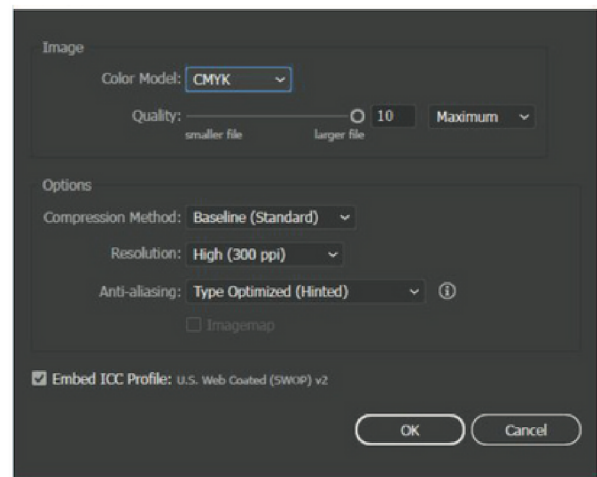 Image
Color Model: CMYK
Quality: 10 Maximum
smaller file larger file
Options
Compression Method: Baseline (Standard)
Resolution: High (300 ppi)
Anti-aliasing: Type Optimized (Hinted)
Imagemap
Embed ICC Profile: U.S. Web Coated (SWOP) v2
OK Cancel